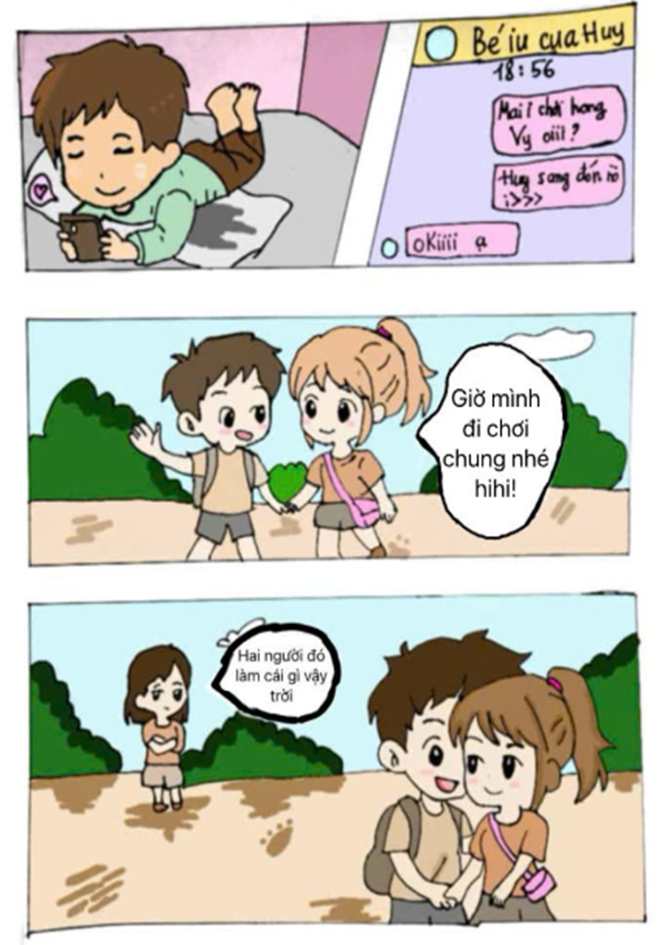 Bé iu của Huy
18:56
Mai i chơi hong
Vy oiii?
Huy sang đón rồ
i>>>
oKiiii ạ
Giờ mình
đi chơi
chung nhé
hihi!
Hai người đó
làm cái gì vậy
trời